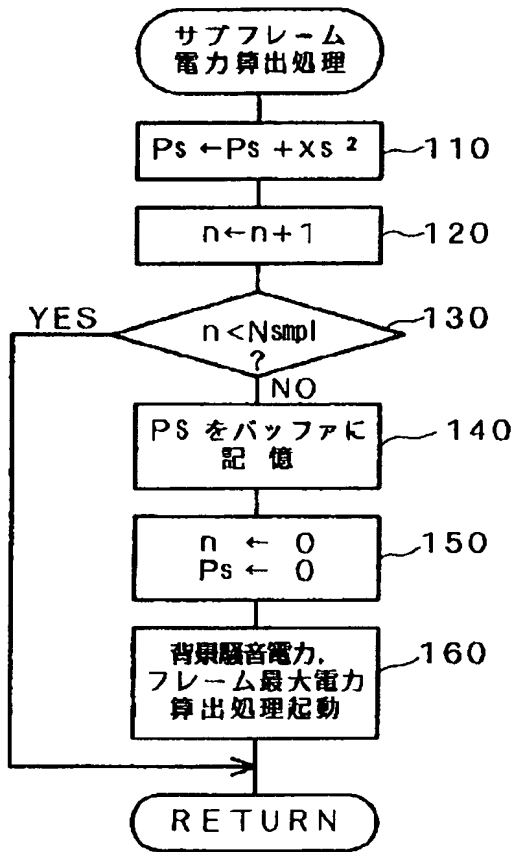 サブフレーム
電力算出処理
Ps ←Ps + xs ²
110
n←n+1
120
130
YES
n<Nsmpl
?
NO
PS をバッファに
記 憶
140
n ← 0
Ps ← 0
150
背景騒音電力,
フレーム最大電力
算出処理起動
160
RETURN